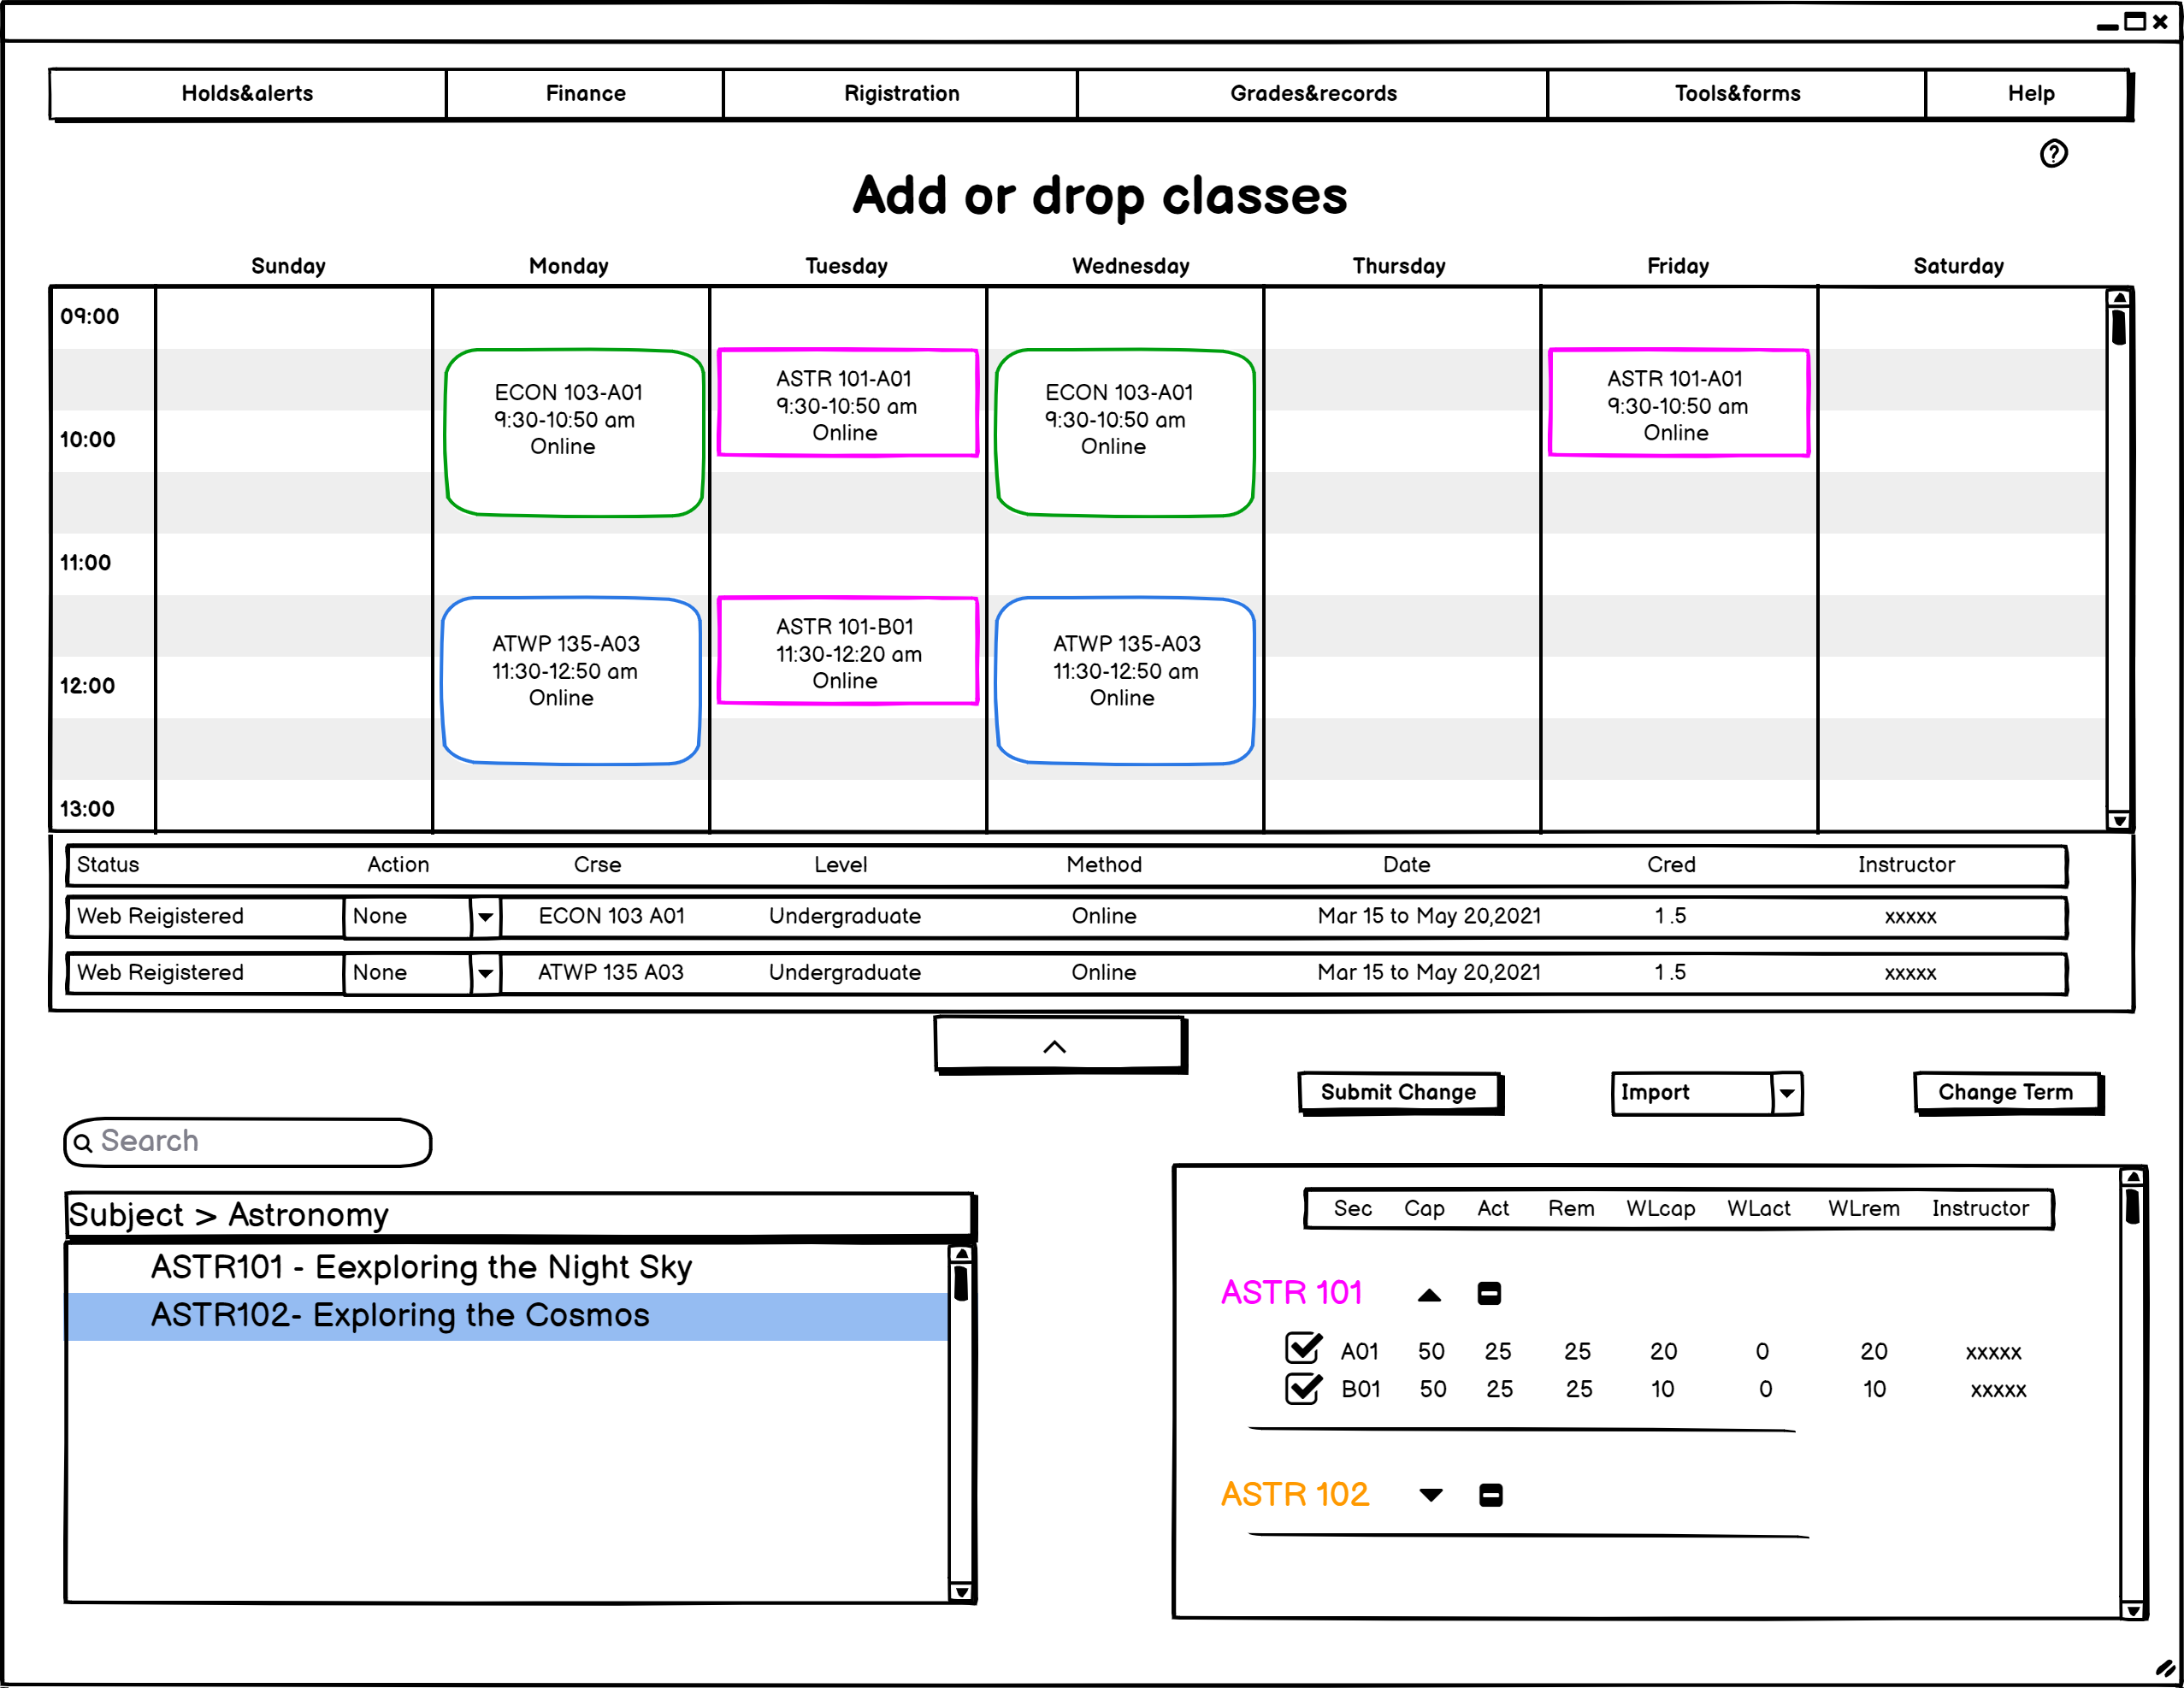 Holds&alerts Finance Rigistration Grades&records Tools&forms Help
Add or drop classes
Sunday Monday Tuesday Wednesday Thursday Friday Saturday
09:00
10:00
11:00
12:00
13:00
ECON 103-A01
9:30-10:50 am
Online
ATWP 135-A03
11:30-12:50 am
Online
ASTR 101-A01
9:30-10:50 am
Online
ASTR 101-B01
11:30-12:20 am
Online
ECON 103-A01
9:30-10:50 am
Online
ATWP 135-A03
11:30-12:50 am
Online
ASTR 101-A01
9:30-10:50 am
Online
Status Action Crse Level Method Date Cred Instructor
Web Reigistered None ECON 103 A01 Undergraduate Online Mar 15 to May 20,2021 1.5 xxxxx
Web Reigistered None ATWP 135 A03 Undergraduate Online Mar 15 to May 20,2021 1.5 xxxxx
Submit Change Import Change Term
Search
Subject > Astronomy
ASTR101 - Eexploring the Night Sky
ASTR102- Exploring the Cosmos
Sec Cap Act Rem WLcap WLact WLrem Instructor
ASTR 101
A01 50 25 25 20 0 20 xxxxx
B01 50 25 25 10 0 10 xxxxx
ASTR 102